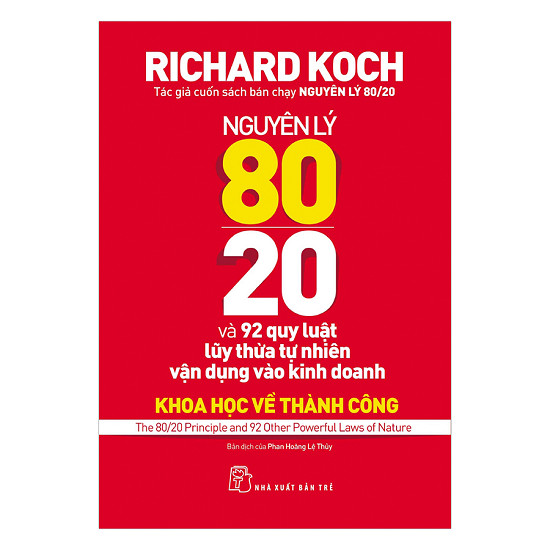 RICHARD KOCH
Tác giả cuốn sách bán chạy NGUYÊN LÝ 80/20
NGUYÊN LÝ
80
20
và 92 quy luật
lũy thừa tự nhiên
vận dụng vào kinh doanh
KHOA HỌC VỀ THÀNH CÔNG
The 80/20 Principle and 92 Other Powerful Laws of Nature
Bản dịch của Phan Hoàng Lệ Thủy
NHÀ XUẤT BẢN TRẺ